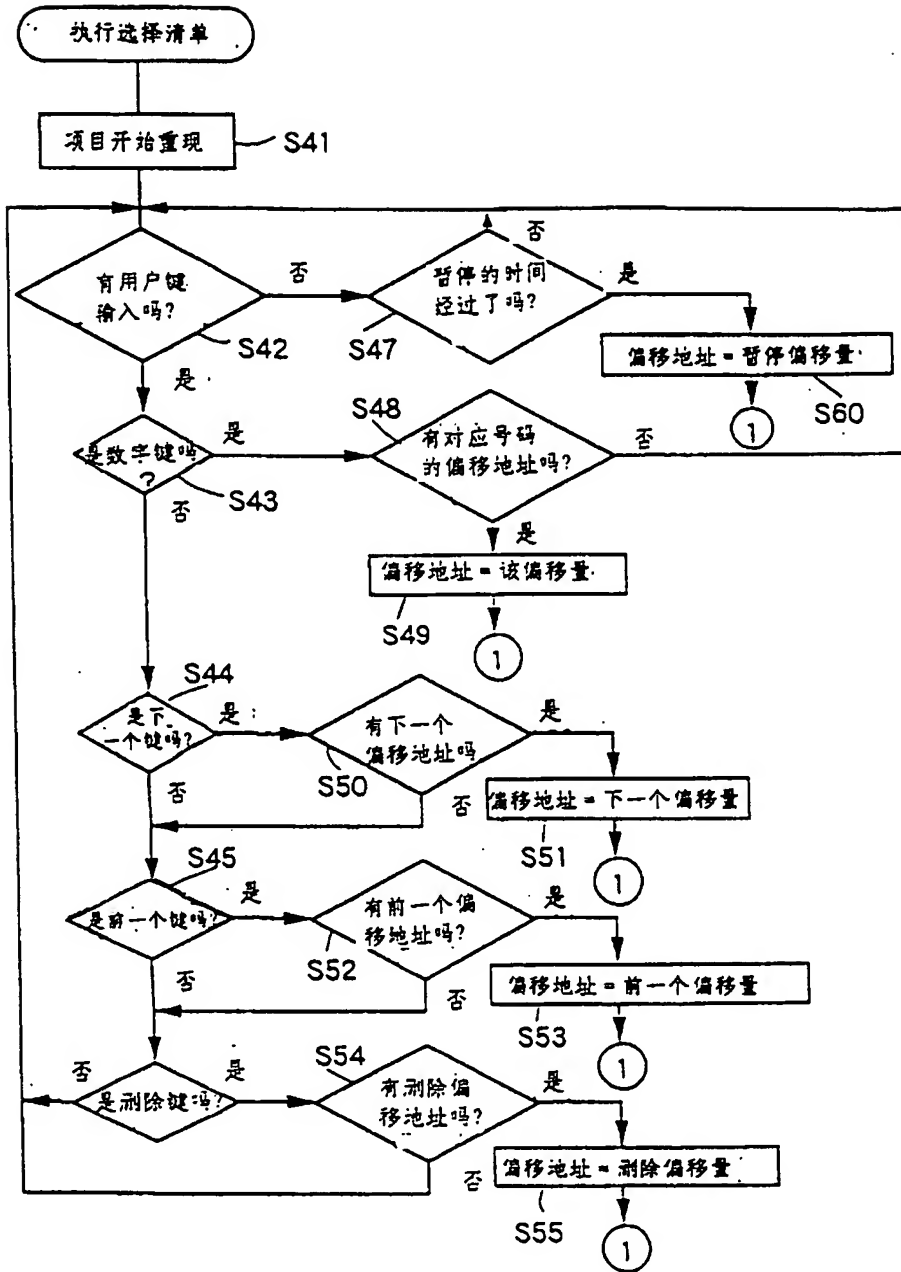 执行选择清单
项目开始重现
S41
有用户键
输入吗?
S42
否
是
暂停的时间
经过了吗?
S47
否
是
偏移地址=暂停偏移量
S60
1
是数字键吗
?
S43
是
否
S48
有对应号码
的偏移地址吗?
否
是
偏移地址=该偏移量
S49
1
S44
是下
一个键吗?
是
否
有下一个
偏移地址吗
S50
是
否
偏移地址=下一个偏移量
S51
1
S45
是前一个键吗?
是
否
有前一个偏
移地址吗?
S52
是
否
偏移地址=前一个偏移量
S53
1
否
是删除键吗?
是
S54
有删除偏
移地址吗?
是
否
偏移地址=删除偏移量
S55
1